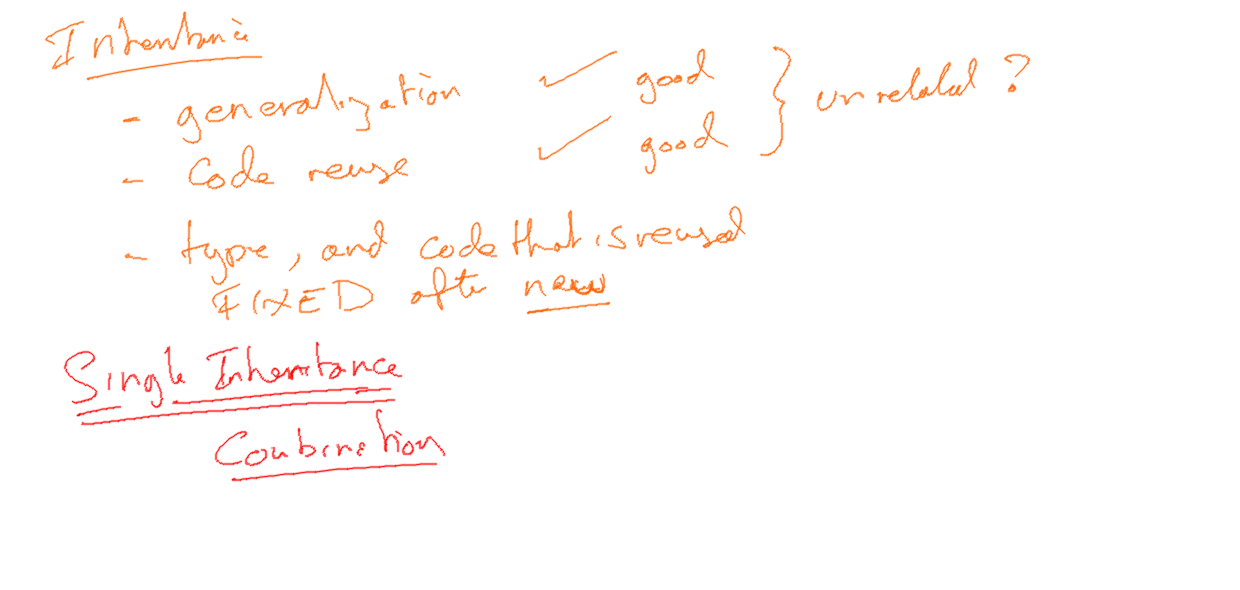 Inheritance
- generalization ✓ good } unrelated ?
- Code reuse ✓ good
- type, and code that is reused
FIXED after new
Single Inheritance
Combination